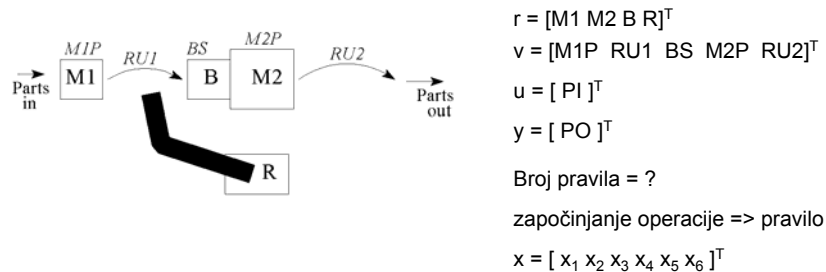 M1P
RU1
BS
M2P
RU2
Parts in
M1
B
M2
Parts out
R
r = [M1 M2 B R]ᵀ
v = [M1P RU1 BS M2P RU2]ᵀ
u = [ PI ]ᵀ
y = [ PO ]ᵀ
Broj pravila = ?
započinjanje operacije => pravilo
x = [ x₁ x₂ x₃ x₄ x₅ x₆ ]ᵀ